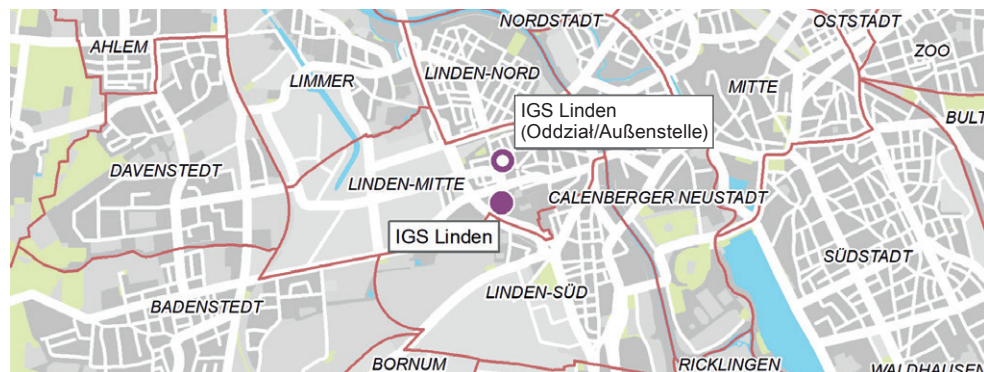 NORDSTADT
OSTSTADT
AHLEM
ZOO
LIMMER
LINDEN-NORD
MITTE
IGS Linden
(Oddział/Außenstelle)
BULT
DAVENSTEDT
LINDEN-MITTE
CALENBERGER NEUSTADT
IGS Linden
SÜDSTADT
LINDEN-SÜD
BADENSTEDT
BORNUM
RICKLINGEN
WALDHAUSEN